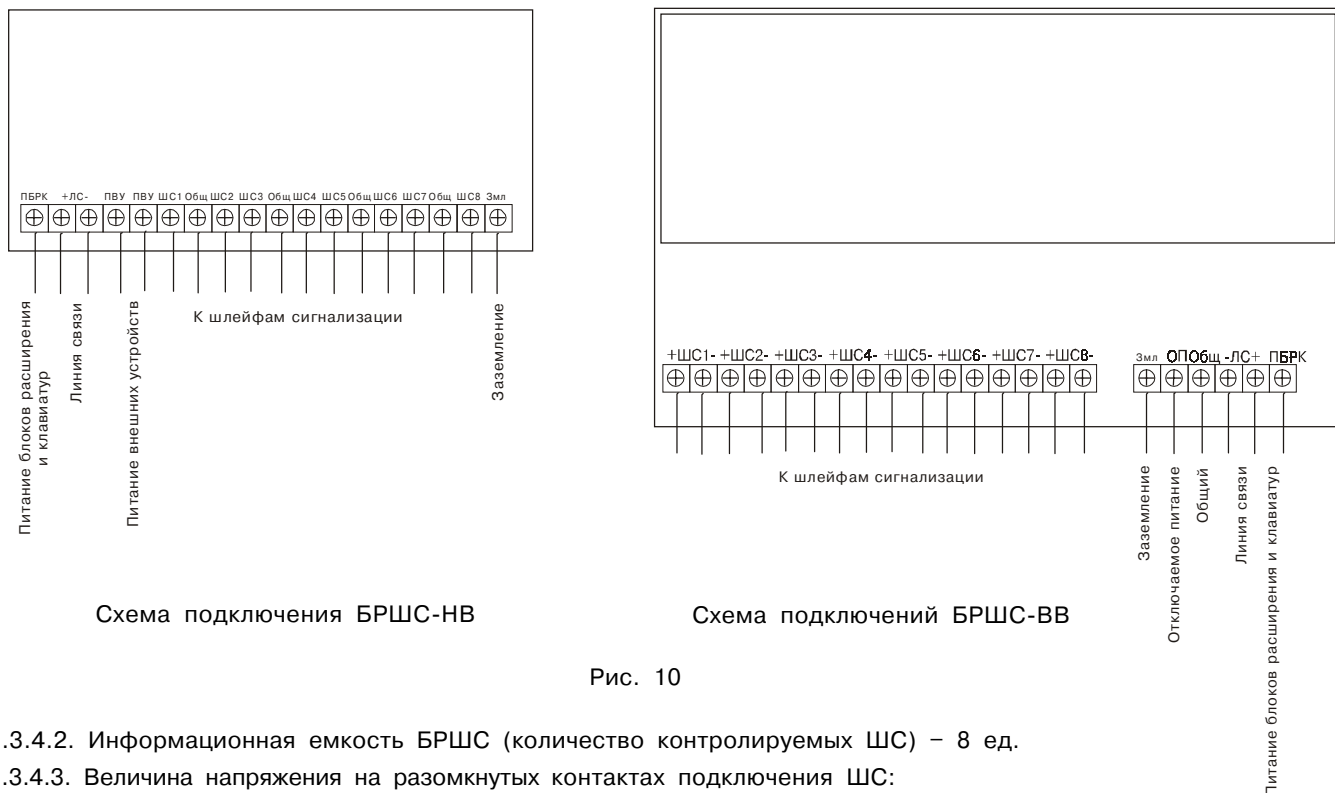 ПБРК +ЛС- ПВУ ПВУ ШС1 Общ ШС2 ШС3 Общ ШС4 ШС5 Общ ШС6 ШС7 Общ ШС8 Змл
Питание блоков расширения
и клавиатур
Линия связи
Питание внешних устройств
К шлейфам сигнализации
Заземление
+ШС1- +ШС2- +ШС3- +ШС4- +ШС5- +ШС6- +ШС7- +ШС8-
Змл ОП Общ -ЛС+ ПБРК
К шлейфам сигнализации
Заземление
Отключаемое питание
Общий
Линия связи
Питание блоков расширения и клавиатур
Схема подключения БРШС-НВ
Схема подключений БРШС-ВВ
Рис. 10
.3.4.2. Информационная емкость БРШС (количество контролируемых ШС) – 8 ед.
.3.4.3. Величина напряжения на разомкнутых контактах подключения ШС: